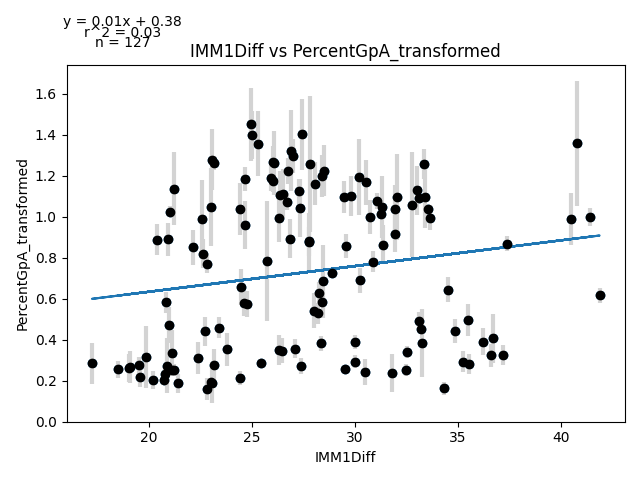 y = 0.01x + 0.38
r^2 = 0.03
n = 127
IMM1Diff vs PercentGpA_transformed
PercentGpA_transformed
1.6
1.4
1.2
1.0
0.8
0.6
0.4
0.2
0.0
20 25 30 35 40
IMM1Diff